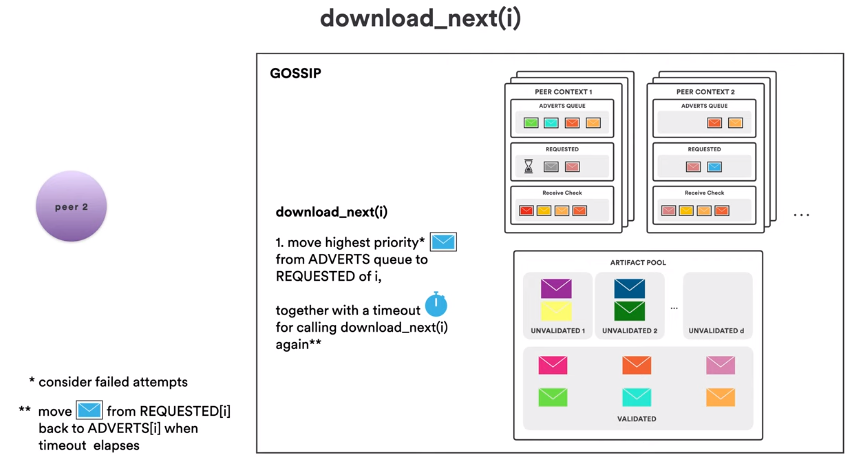 download_next(i)
GOSSIP
PEER CONTEXT 1
ADVERTS QUEUE
REQUESTED
Receive Check
PEER CONTEXT 2
ADVERTS QUEUE
REQUESTED
Receive Check
...
peer 2
download_next(i)
1. move highest priority*
from ADVERTS queue to
REQUESTED of i,
together with a timeout
for calling download_next(i)
again**
ARTIFACT POOL
UNVALIDATED 1
UNVALIDATED 2
...
UNVALIDATED d
VALIDATED
* consider failed attempts
** move from REQUESTED[i]
back to ADVERTS[i] when
timeout elapses